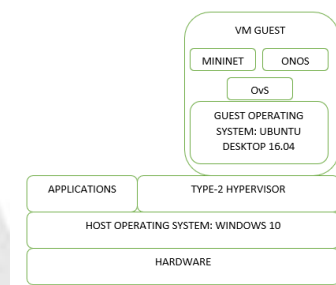 VM GUEST
MININET
ONOS
OvS
GUEST OPERATING
SYSTEM: UBUNTU
DESKTOP 16.04
APPLICATIONS
TYPE-2 HYPERVISOR
HOST OPERATING SYSTEM: WINDOWS 10
HARDWARE